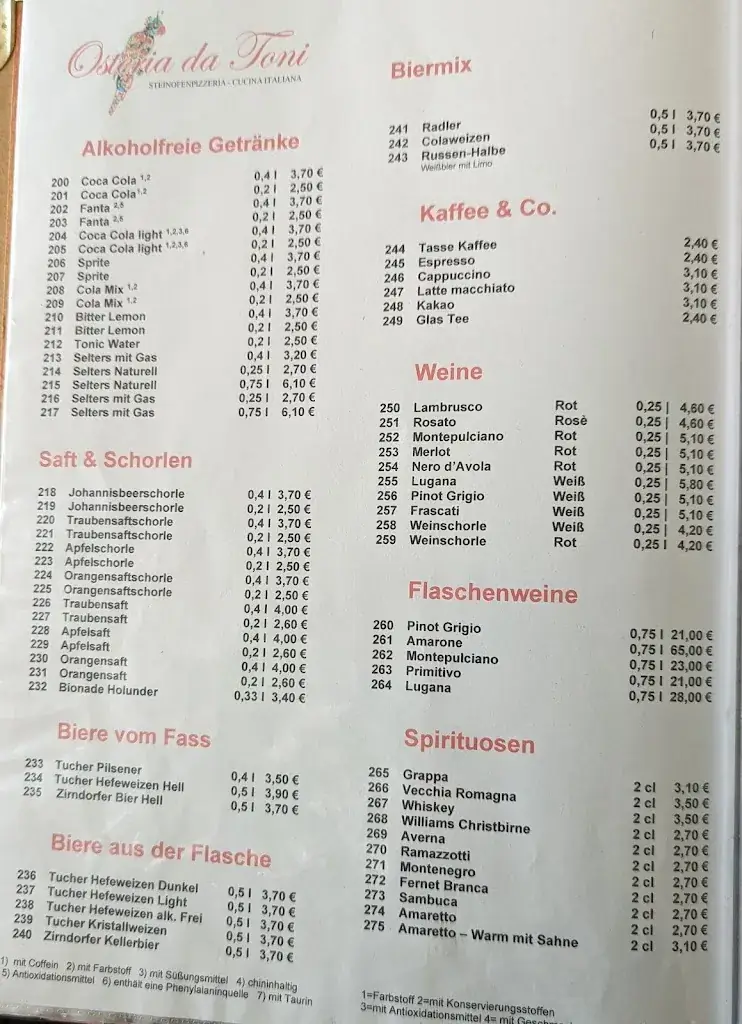 Osteria da Toni
STEINOFENPIZZERIA - CUCINA ITALIANA
Alkoholfreie Getränke
200 Coca Cola 1,2 0,4 l 3,70 €
201 Coca Cola 1,2 0,2 l 2,50 €
202 Fanta 2,5 0,4 l 3,70 €
203 Fanta 2,5 0,2 l 2,50 €
204 Coca Cola light 1,2,3,6 0,4 l 3,70 €
205 Coca Cola light 1,2,3,6 0,2 l 2,50 €
206 Sprite 0,4 l 3,70 €
207 Sprite 0,2 l 2,50 €
208 Cola Mix 1,2 0,4 l 3,70 €
209 Cola Mix 1,2 0,2 l 2,50 €
210 Bitter Lemon 0,4 l 3,70 €
211 Bitter Lemon 0,2 l 2,50 €
212 Tonic Water 0,2 l 2,50 €
213 Selters mit Gas 0,4 l 3,20 €
214 Selters Naturell 0,25 l 2,70 €
215 Selters Naturell 0,75 l 6,10 €
216 Selters mit Gas 0,25 l 2,70 €
217 Selters mit Gas 0,75 l 6,10 €
Saft & Schorlen
218 Johannisbeerschorle 0,4 l 3,70 €
219 Johannisbeerschorle 0,2 l 2,50 €
220 Traubensaftschorle 0,4 l 3,70 €
221 Traubensaftschorle 0,2 l 2,50 €
222 Apfelschorle 0,4 l 3,70 €
223 Apfelschorle 0,2 l 2,50 €
224 Orangensaftschorle 0,4 l 3,70 €
225 Orangensaftschorle 0,2 l 2,50 €
226 Traubensaft 0,4 l 4,00 €
227 Traubensaft 0,2 l 2,60 €
228 Apfelsaft 0,4 l 4,00 €
229 Apfelsaft 0,2 l 2,60 €
230 Orangensaft 0,4 l 4,00 €
231 Orangensaft 0,2 l 2,60 €
232 Bionade Holunder 0,33 l 3,40 €
Biere vom Fass
233 Tucher Pilsener 0,4 l 3,50 €
234 Tucher Hefeweizen Hell 0,5 l 3,90 €
235 Zirndorfer Bier Hell 0,5 l 3,70 €
Biere aus der Flasche
236 Tucher Hefeweizen Dunkel 0,5 l 3,70 €
237 Tucher Hefeweizen Light 0,5 l 3,70 €
238 Tucher Hefeweizen alk. Frei 0,5 l 3,70 €
239 Tucher Kristallweizen 0,5 l 3,70 €
240 Zirndorfer Kellerbier 0,5 l 3,70 €
1) mit Coffein 2) mit Farbstoff 3) mit Süßungsmittel 4) chininhaltig
5) Antioxidationsmittel 6) enthält eine Phenylalaninquelle 7) mit Taurin
Biermix
241 Radler 0,5 l 3,70 €
242 Colaweizen 0,5 l 3,70 €
243 Russen-Halbe 0,5 l 3,70 €
Weißbier mit Limo
Kaffee & Co.
244 Tasse Kaffee 2,40 €
245 Espresso 2,40 €
246 Cappuccino 3,10 €
247 Latte macchiato 3,10 €
248 Kakao 3,10 €
249 Glas Tee 2,40 €
Weine
250 Lambrusco Rot 0,25 l 4,60 €
251 Rosato Rosè 0,25 l 4,60 €
252 Montepulciano Rot 0,25 l 5,10 €
253 Merlot Rot 0,25 l 5,10 €
254 Nero d'Avola Rot 0,25 l 5,10 €
255 Lugana Weiß 0,25 l 5,80 €
256 Pinot Grigio Weiß 0,25 l 5,10 €
257 Frascati Weiß 0,25 l 5,10 €
258 Weinschorle Weiß 0,25 l 4,20 €
259 Weinschorle Rot 0,25 l 4,20 €
Flaschenweine
260 Pinot Grigio 0,75 l 21,00 €
261 Amarone 0,75 l 65,00 €
262 Montepulciano 0,75 l 23,00 €
263 Primitivo 0,75 l 21,00 €
264 Lugana 0,75 l 28,00 €
Spirituosen
265 Grappa 2 cl 3,10 €
266 Vecchia Romagna 2 cl 3,50 €
267 Whiskey 2 cl 3,50 €
268 Williams Christbirne 2 cl 2,70 €
269 Averna 2 cl 2,70 €
270 Ramazzotti 2 cl 2,70 €
271 Montenegro 2 cl 2,70 €
272 Fernet Branca 2 cl 2,70 €
273 Sambuca 2 cl 2,70 €
274 Amaretto 2 cl 2,70 €
275 Amaretto – Warm mit Sahne 2 cl 3,10 €
1=Farbstoff 2=mit Konservierungsstoffen
3=mit Antioxidationsmittel 4= mit